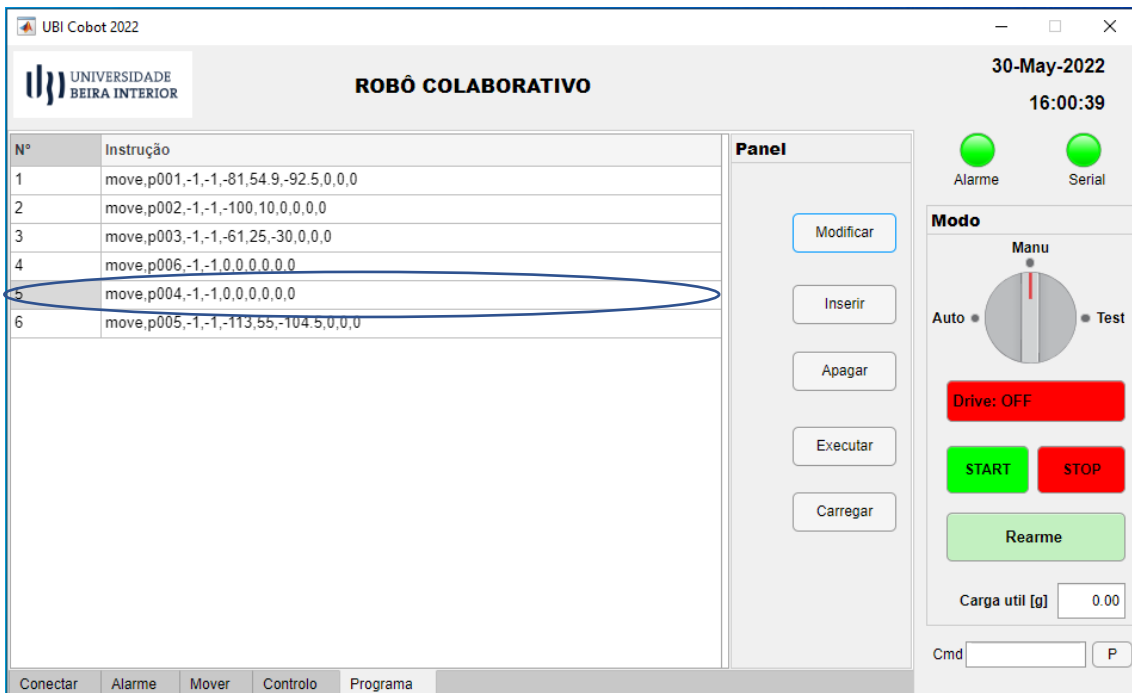 UBI Cobot 2022
UNIVERSIDADE
BEIRA INTERIOR
ROBÔ COLABORATIVO
30-May-2022
16:00:39
N° Instrução
1 move,p001,-1,-1,-81,54.9,-92.5,0,0,0
2 move,p002,-1,-1,-100,10,0,0,0,0
3 move,p003,-1,-1,-61,25,-30,0,0,0
4 move,p006,-1,-1,0,0,0,0,0,0
5 move,p004,-1,-1,0,0,0,0,0,0
6 move,p005,-1,-1,-113,55,-104.5,0,0,0
Panel
Modificar
Inserir
Apagar
Executar
Carregar
Alarme Serial
Modo
Manu
Auto Test
Drive: OFF
START STOP
Rearme
Carga util [g] 0.00
Cmd P
Conectar Alarme Mover Controlo Programa